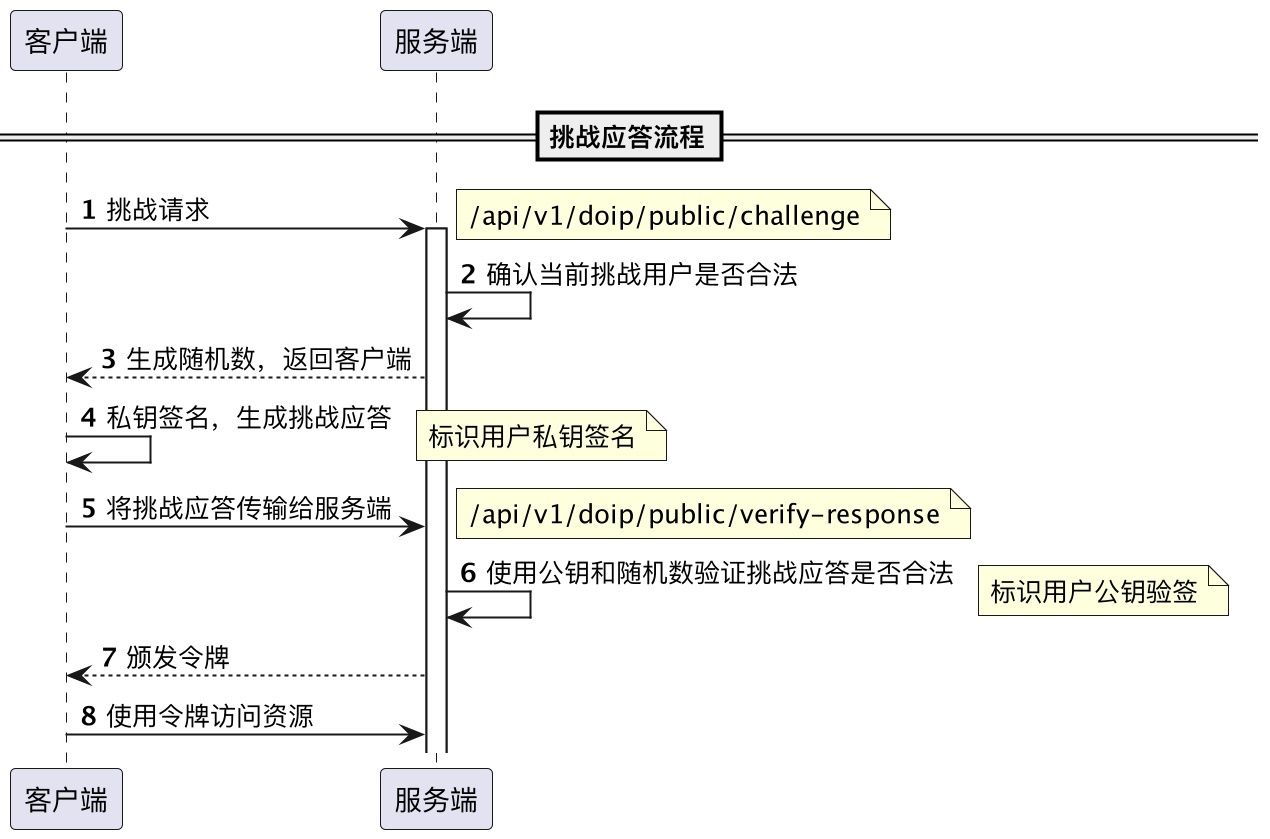 客户端
服务端
挑战应答流程
1 挑战请求
/api/v1/doip/public/challenge
2 确认当前挑战用户是否合法
3 生成随机数，返回客户端
4 私钥签名，生成挑战应答
标识用户私钥签名
5 将挑战应答传输给服务端
/api/v1/doip/public/verify-response
6 使用公钥和随机数验证挑战应答是否合法
标识用户公钥验签
7 颁发令牌
8 使用令牌访问资源
客户端
服务端